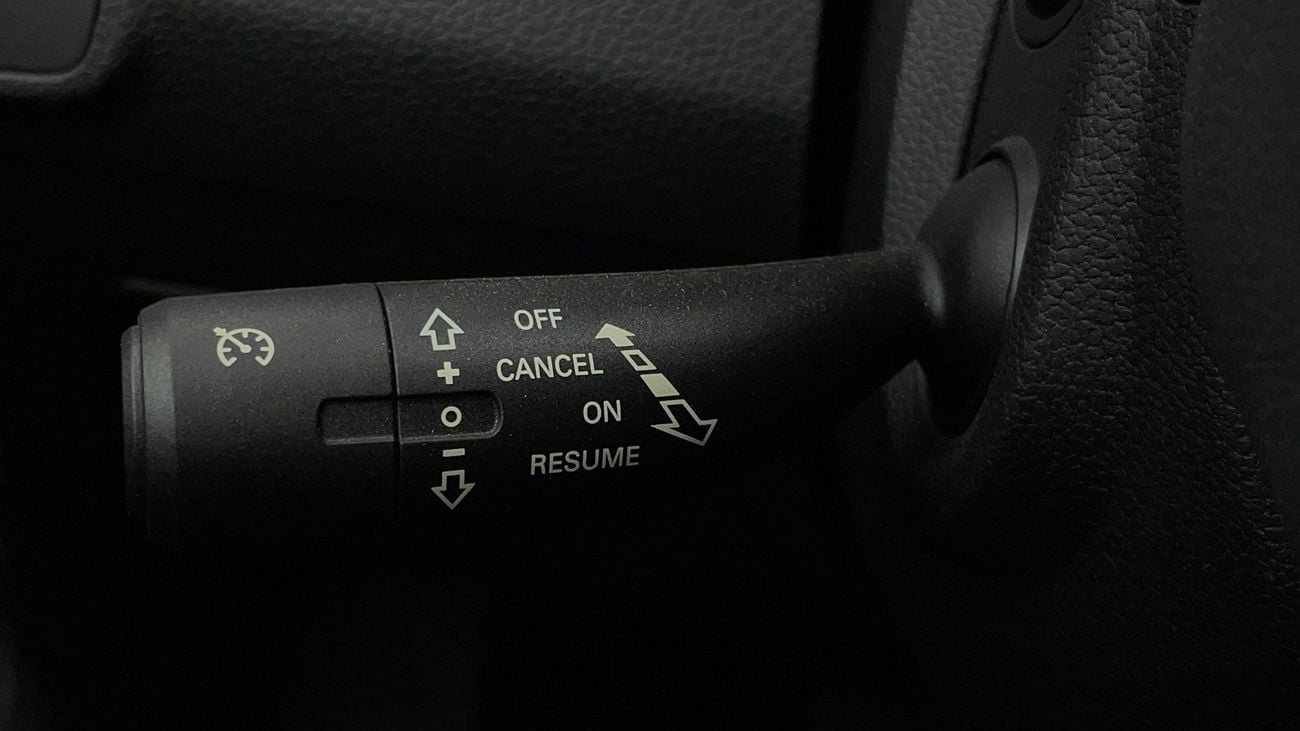 OFF
+ CANCEL
O ON
- RESUME